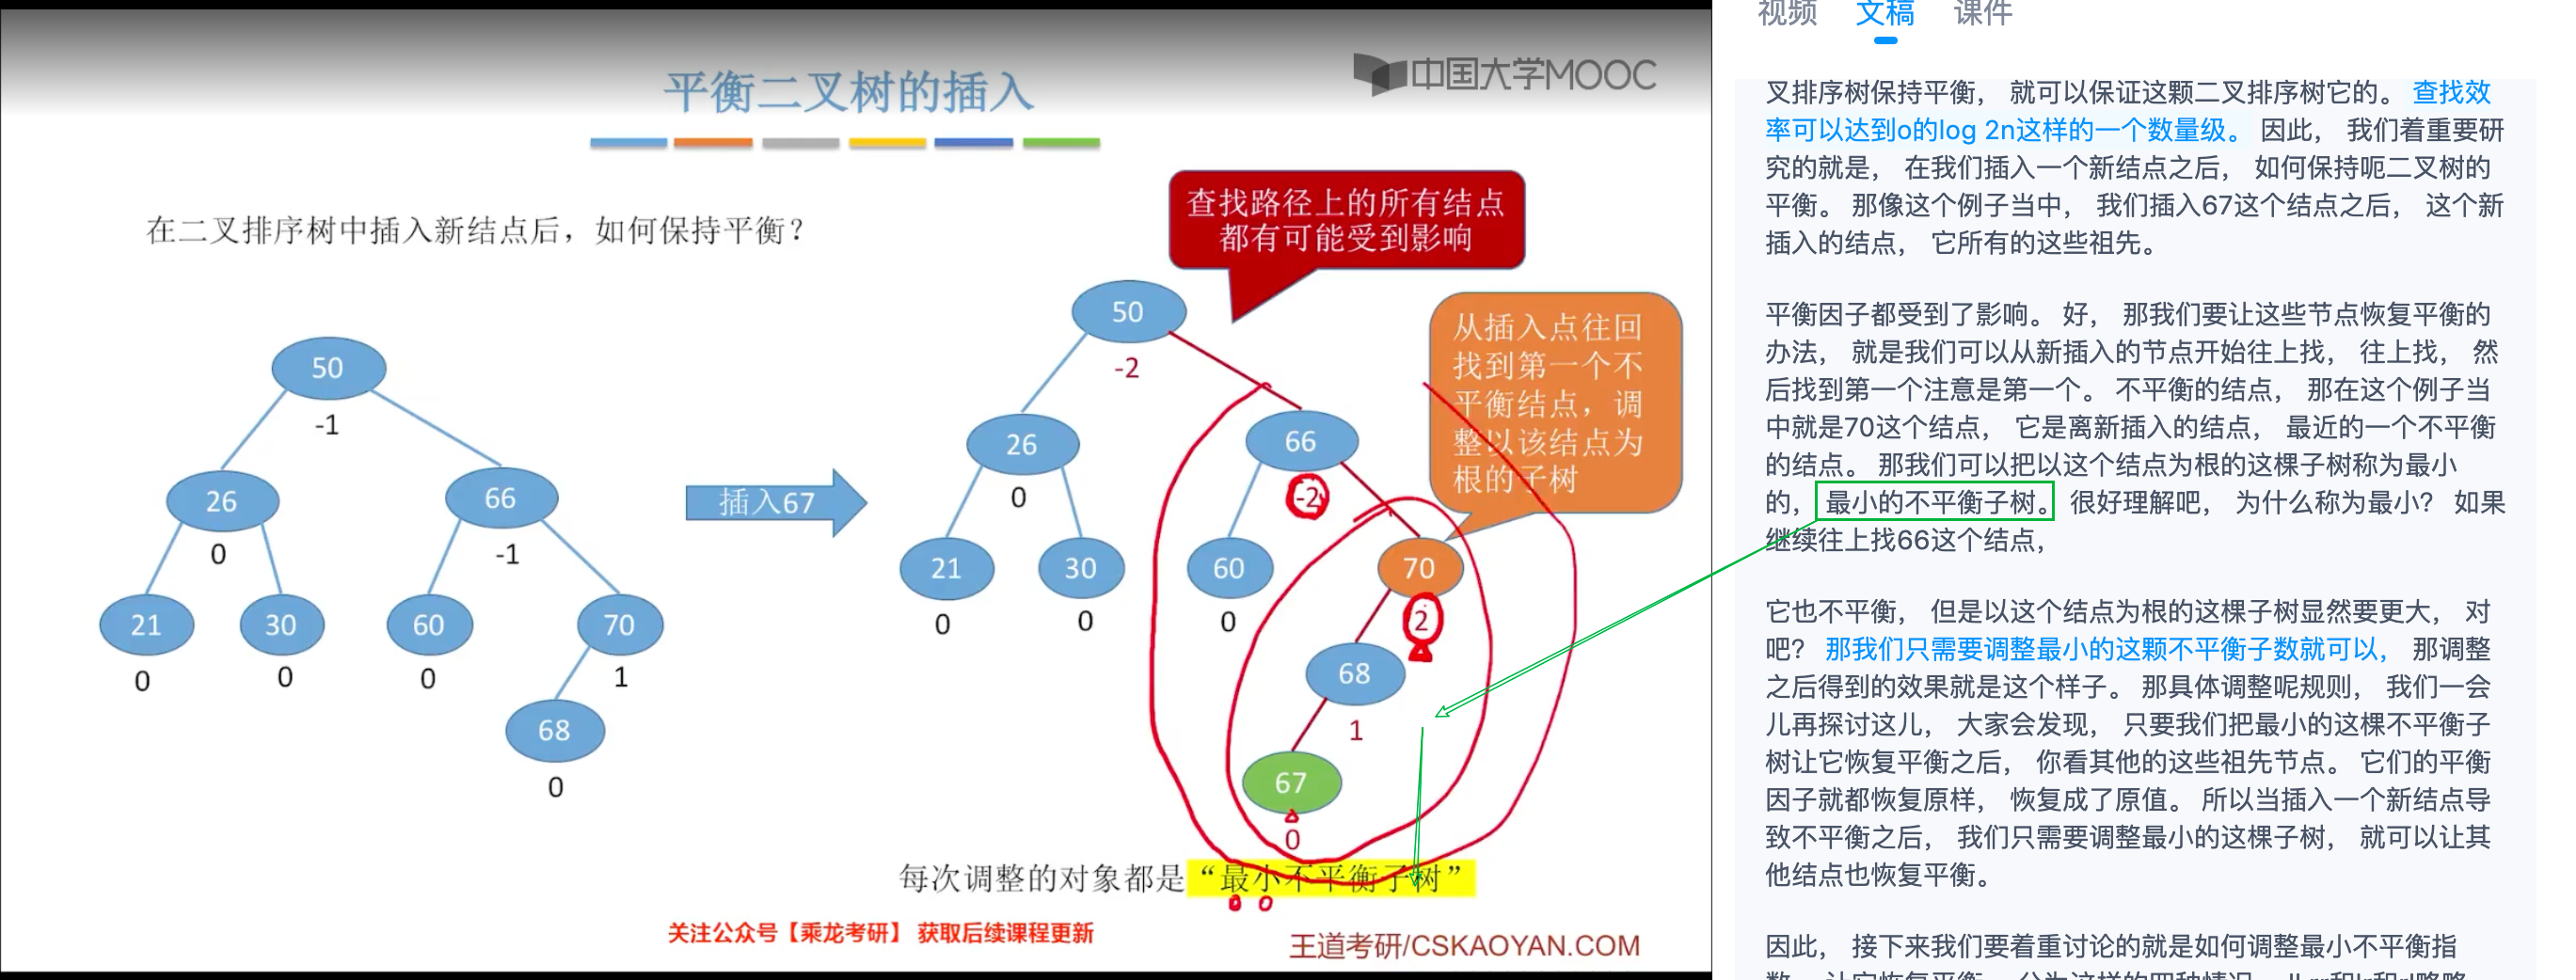 平衡二叉树的插入
中国大学MOOC
在二叉排序树中插入新结点后，如何保持平衡？
查找路径上的所有结点
都有可能受到影响
从插入点往回
找到第一个不
平衡结点，调
整以该结点为
根的子树
50
-1
26
0
66
-1
21
0
30
0
60
0
70
1
68
0
插入67
50
-2
26
0
66
-2
21
0
30
0
60
0
70
2
68
1
67
0
每次调整的对象都是“最小不平衡子树”
关注公众号【乘龙考研】 获取后续课程更新
王道考研/CSKAOYAN.COM
视频 文稿 课件
叉排序树保持平衡， 就可以保证这颗二叉排序树它的。 查找效
率可以达到o的log 2n这样的一个数量级。 因此， 我们着重要研
究的就是， 在我们插入一个新结点之后， 如何保持呃二叉树的
平衡。 那像这个例子当中， 我们插入67这个结点之后， 这个新
插入的结点， 它所有的这些祖先。
平衡因子都受到了影响。 好， 那我们要让这些节点恢复平衡的
办法， 就是我们可以从新插入的节点开始往上找， 往上找， 然
后找到第一个注意是第一个。 不平衡的结点， 那在这个例子当
中就是70这个结点， 它是离新插入的结点， 最近的一个不平衡
的结点。 那我们可以把以这个结点为根的这棵子树称为最小
的， 最小的不平衡子树。 很好理解吧， 为什么称为最小？ 如果
继续往上找66这个结点，
它也不平衡， 但是以这个结点为根的这棵子树显然要更大， 对
吧？ 那我们只需要调整最小的这颗不平衡子数就可以， 那调整
之后得到的效果就是这个样子。 那具体调整呢规则， 我们一会
儿再探讨这儿， 大家会发现， 只要我们把最小的这棵不平衡子
树让它恢复平衡之后， 你看其他的这些祖先节点。 它们的平衡
因子就都恢复原样， 恢复成了原值。 所以当插入一个新结点导
致不平衡之后， 我们只需要调整最小的这棵子树， 就可以让其
他结点也恢复平衡。
因此， 接下来我们要着重讨论的就是如何调整最小不平衡指